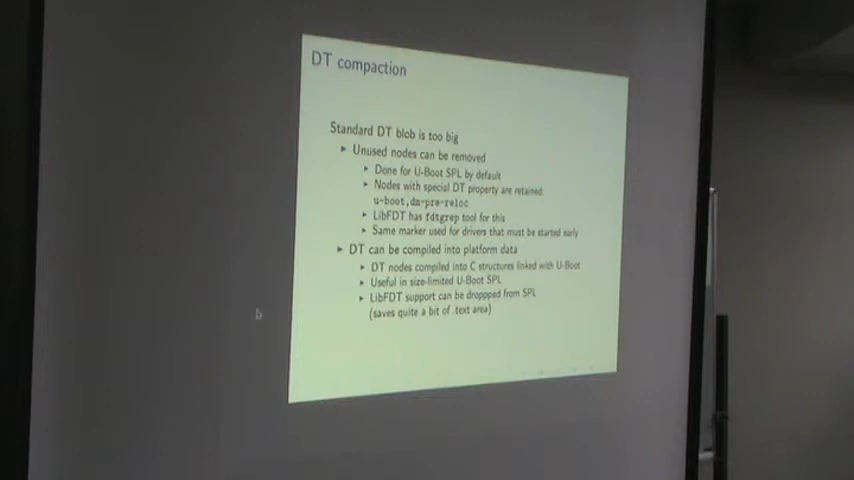 DT compaction
Standard DT blob is too big
Unused nodes can be removed
Done for U-Boot SPL by default
Nodes with special DT property are retained:
u-boot,dm-pre-reloc
LibFDT has fdtgrep tool for this
Same marker used for drivers that must be started early
DT can be compiled into platform data
DT nodes compiled into C structures linked with U-Boot
Useful in size-limited U-Boot SPL
LibFDT support can be droppped from SPL
(saves quite a bit of .text area)